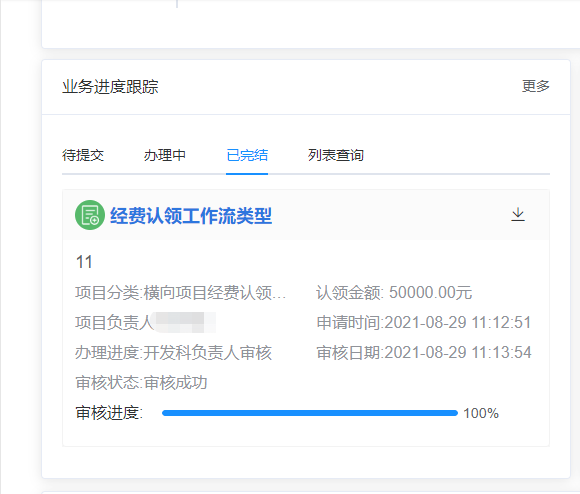 业务进度跟踪 更多
待提交 办理中 已完结 列表查询
经费认领工作流类型
11
项目分类:横向项目经费认领... 认领金额: 50000.00元
项目负责人 申请时间:2021-08-29 11:12:51
办理进度:开发科负责人审核 审核日期:2021-08-29 11:13:54
审核状态:审核成功
审核进度: 100%